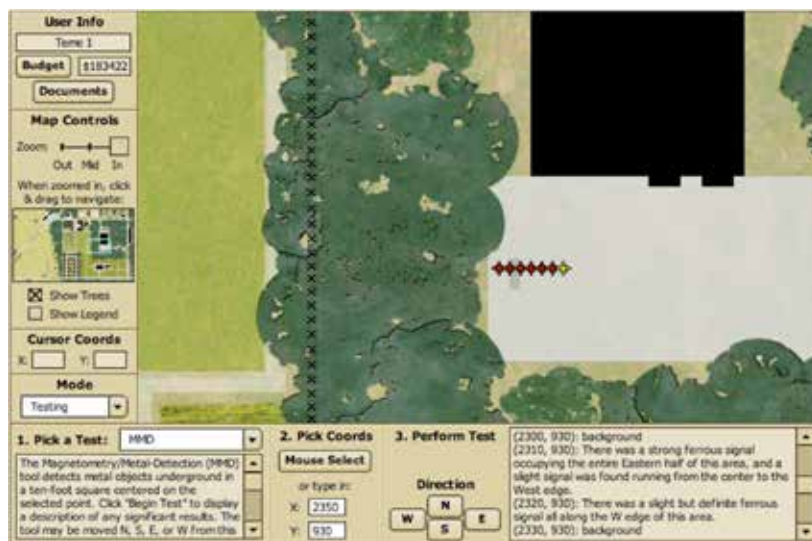 User Info
Teme 1
Budget $183422
Documents
Map Controls
Zoom:
Out Mid In
When zoomed in, click
& drag to navigate:
Show Trees
Show Legend
Cursor Coords
X: Y:
Mode
Testing
1. Pick a Test: MMD
The Magnetometry/Metal-Detection (MMD)
tool detects metal objects underground in
a ten-foot square centered on the
selected point. Click "Begin Test" to display
a description of any significant results. The
tool may be moved N, S, E, or W from this
2. Pick Coords
Mouse Select
or type in:
X: 2350
Y: 930
3. Perform Test
Direction
N
W E
S
(2300, 930): background
(2310, 930): There was a strong ferrous signal
occupying the entire Eastern half of this area, and a
slight signal was found running from the center to the
West edge.
(2320, 930): There was a slight but definite ferrous
signal all along the W edge of this area.
(2330, 930): background